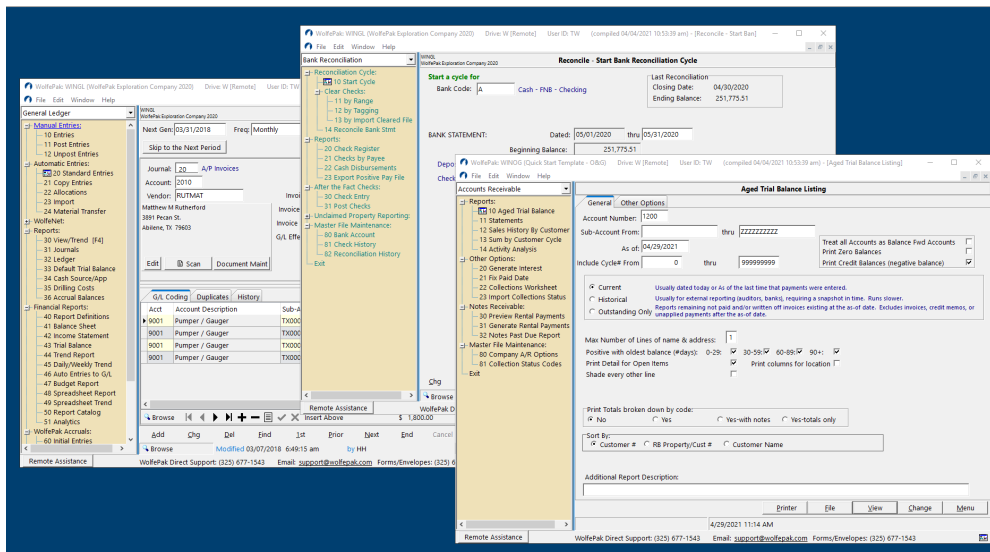 WolfePak: WINGL (WolfePak Exploration Company 2020) Drive: W [Remote] User ID: TW (compiled 04/04/2021 10:53:39 am) - [Reconcile - Start Ban]
File Edit Window Help
Bank Reconciliation
WINGL
WolfePak Exploration Company 2020
Reconcile - Start Bank Reconciliation Cycle
Reconciliation Cycle:
10 Start Cycle
Clear Checks:
11 by Range
12 by Tagging
13 by Import Cleared File
14 Reconcile Bank Stmt
Reports:
20 Check Register
21 Checks by Payee
22 Cash Disbursements
23 Export Positive Pay File
After the Fact Checks:
30 Check Entry
31 Post Checks
Unclaimed Property Reporting:
Master File Maintenance:
80 Bank Account
81 Check History
82 Reconciliation History
Exit
Remote Assistance
Start a cycle for
Bank Code: A Cash - FNB - Checking
Last Reconciliation
Closing Date: 04/30/2020
Ending Balance: 251,775.51
BANK STATEMENT: Dated: 05/01/2020 thru 05/31/2020
Beginning Balance: 251,775.51
Depo
Check
Chg
Browse
WolfePak D
WolfePak: WINGL (WolfePak Exploration Company 2020) Drive: W [Remote] User ID: TW
File Edit Window Help
General Ledger
WINGL
WolfePak Exploration Company 2020
Manual Entries:
10 Entries
11 Post Entries
12 Unpost Entries
Automatic Entries:
20 Standard Entries
21 Copy Entries
22 Allocations
23 Import
24 Material Transfer
WolfeNet:
Reports:
30 View/Trend [F4]
31 Journals
32 Ledger
33 Default Trial Balance
34 Cash Source/App
35 Drilling Costs
36 Accrual Balances
Financial Reports:
40 Report Definitions
41 Balance Sheet
42 Income Statement
43 Trial Balance
44 Trend Report
45 Daily/Weekly Trend
46 Auto Entries to G/L
47 Budget Report
48 Spreadsheet Report
49 Spreadsheet Trend
50 Report Catalog
51 Analytics
WolfePak Accruals:
60 Initial Entries
Remote Assistance
Next Gen: 03/31/2018 Freq: Monthly
Skip to the Next Period
Journal: 20 A/P Invoices
Account: 2010
Vendor: RUTMAT Invoi
Matthew M Rutherford Invoice
3891 Pecan St. Invoice
Abilene, TX 79603 G/L Effe
Edit Scan Document Maint
G/L Coding Duplicates History
Acct Account Description Sub-A
9001 Pumper / Gauger TX000
9001 Pumper / Gauger TX000
9001 Pumper / Gauger TX000
9001 Pumper / Gauger TX000
Browse Insert Above $ 1,800.00
Add Chg Del Find 1st Prior Next End Cancel
Browse Modified 03/07/2018 6:49:15 am by HH
WolfePak Direct Support: (325) 677-1543 Email: support@wolfepak.com Forms/Envelopes: (325) 6
WolfePak: WINOG (Quick Start Template - O&G) Drive: W [Remote] User ID: TW (compiled 04/04/2021 10:53:39 am) - [Aged Trial Balance Listing]
File Edit Window Help
Accounts Receivable
Aged Trial Balance Listing
Reports:
10 Aged Trial Balance
11 Statements
12 Sales History By Customer
13 Sum by Customer Cycle
14 Activity Analysis
Other Options:
20 Generate Interest
21 Fix Paid Date
22 Collections Worksheet
23 Import Collections Status
Notes Receivable:
30 Preview Rental Payments
31 Generate Rental Payments
32 Notes Past Due Report
Master File Maintenance:
80 Company A/R Options
81 Collection Status Codes
Exit
Remote Assistance
General Other Options
Account Number: 1200
Sub-Account From: thru ZZZZZZZZZZ
As of: 04/29/2021
Include Cycle# From 0 thru 999999999
Treat all Accounts as Balance Fwd Accounts
Print Zero Balances
Print Credit Balances (negative balance)
Current Usually dated today or As of the last time that payments were entered.
Historical Usually for external reporting (auditors, banks), requiring a snapshot in time. Runs slower.
Outstanding Only Reports remaining not paid and/or written off invoices existing at the as-of date. Excludes invoices, credit memos, or
unapplied payments after the as-of date.
Max Number of Lines of name & address: 1
Positive with oldest balance (#days): 0-29: 30-59: 60-89: 90+:
Print Detail for Open Items Print columns for location
Shade every other line
Print Totals broken down by code:
No Yes Yes-with notes Yes-totals only
Sort By:
Customer # RB Property/Cust # Customer Name
Additional Report Description:
Printer File View Change Menu
4/29/2021 11:14 AM
WolfePak Direct Support: (325) 677-1543 Email: support@wolfepak.com Forms/Envelopes: (325) 677-1543